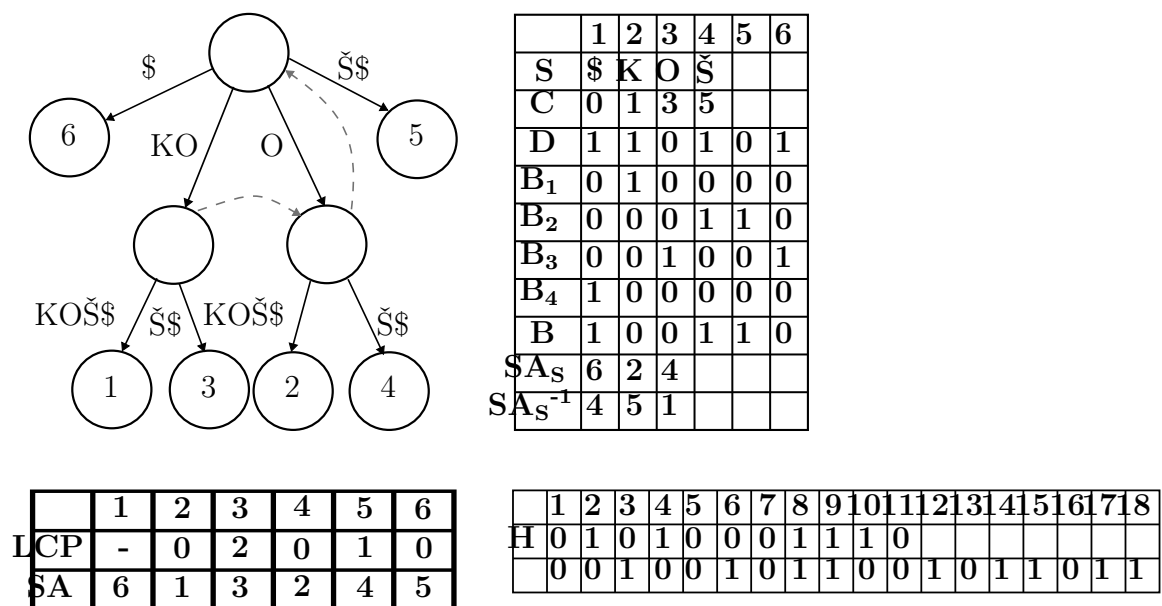 $
Š$
6
KO
O
5
KOŠ$
Š$
KOŠ$
Š$
1
3
2
4
1 2 3 4 5 6
S $ K O Š
C 0 1 3 5
D 1 1 0 1 0 1
B1 0 1 0 0 0 0
B2 0 0 0 1 1 0
B3 0 0 1 0 0 1
B4 1 0 0 0 0 0
B 1 0 0 1 1 0
SAS 6 2 4
SAS-1 4 5 1
1 2 3 4 5 6
LCP - 0 2 0 1 0
SA 6 1 3 2 4 5
1 2 3 4 5 6 7 8 9 10 11 12 13 14 15 16 17 18
H 0 1 0 1 0 0 0 1 1 1 0
0 0 1 0 0 1 0 1 1 0 0 1 0 1 1 0 1 1